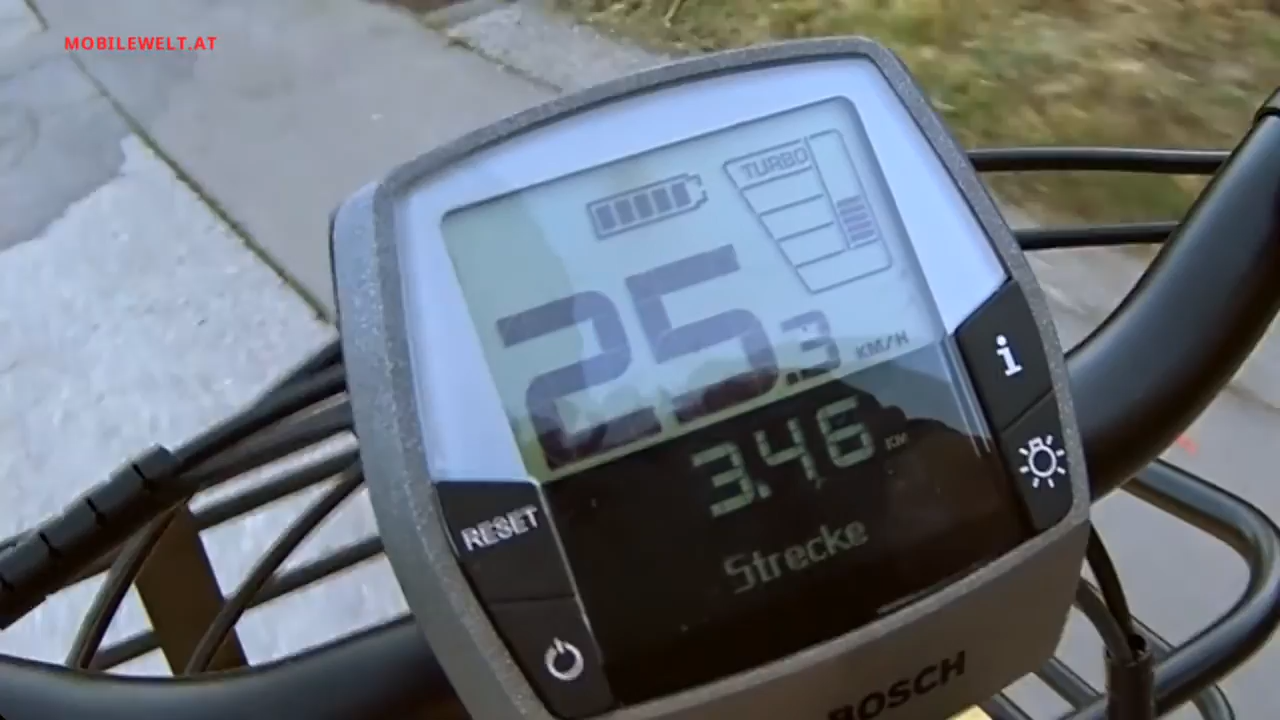 MOBILEWELT.AT
TURBO
25.3 KM/H
3.46 KM
Strecke
i
RESET
BOSCH